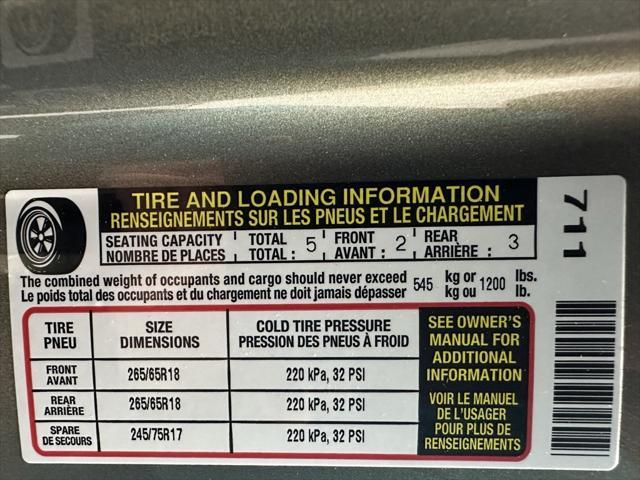 TIRE AND LOADING INFORMATION
RENSEIGNEMENTS SUR LES PNEUS ET LE CHARGEMENT
SEATING CAPACITY TOTAL FRONT REAR
NOMBRE DE PLACES TOTAL : 5 AVANT : 2 ARRIÈRE : 3
The combined weight of occupants and cargo should never exceed 545 kg or 1200 lbs.
Le poids total des occupants et du chargement ne doit jamais dépasser kg ou lb.
TIRE SIZE COLD TIRE PRESSURE
PNEU DIMENSIONS PRESSION DES PNEUS À FROID
FRONT
AVANT 265/65R18 220 kPa, 32 PSI
REAR
ARRIÈRE 265/65R18 220 kPa, 32 PSI
SPARE
DE SECOURS 245/75R17 220 kPa, 32 PSI
SEE OWNER'S
MANUAL FOR
ADDITIONAL
INFORMATION
VOIR LE MANUEL
DE L'USAGER
POUR PLUS DE
RENSEIGNEMENTS
711